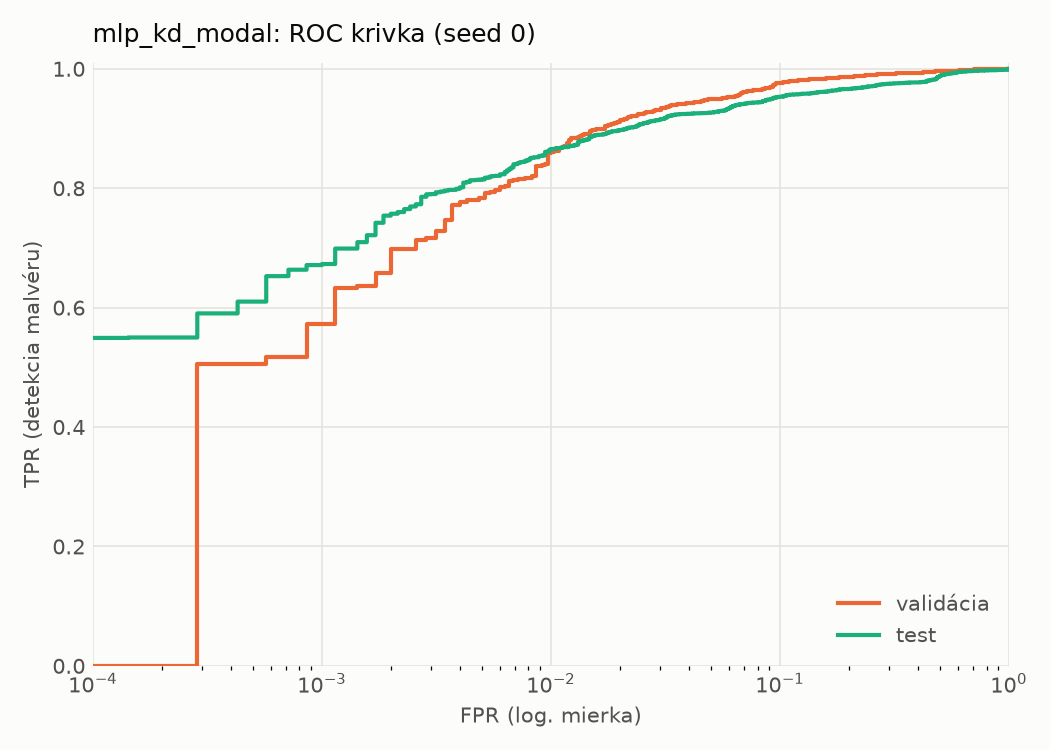 mlp_kd_modal: ROC krivka (seed 0)
1.0
0.8
0.6
0.4
0.2
0.0
TPR (detekcia malvéru)
10⁻⁴
10⁻³
10⁻²
10⁻¹
10⁰
FPR (log. mierka)
validácia
test